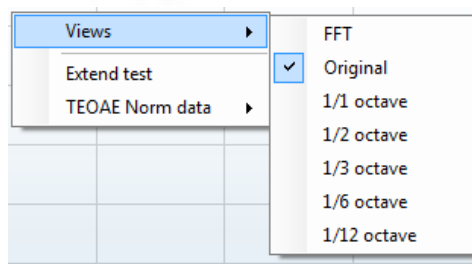 Views
Extend test
TEOAE Norm data
FFT
Original
1/1 octave
1/2 octave
1/3 octave
1/6 octave
1/12 octave